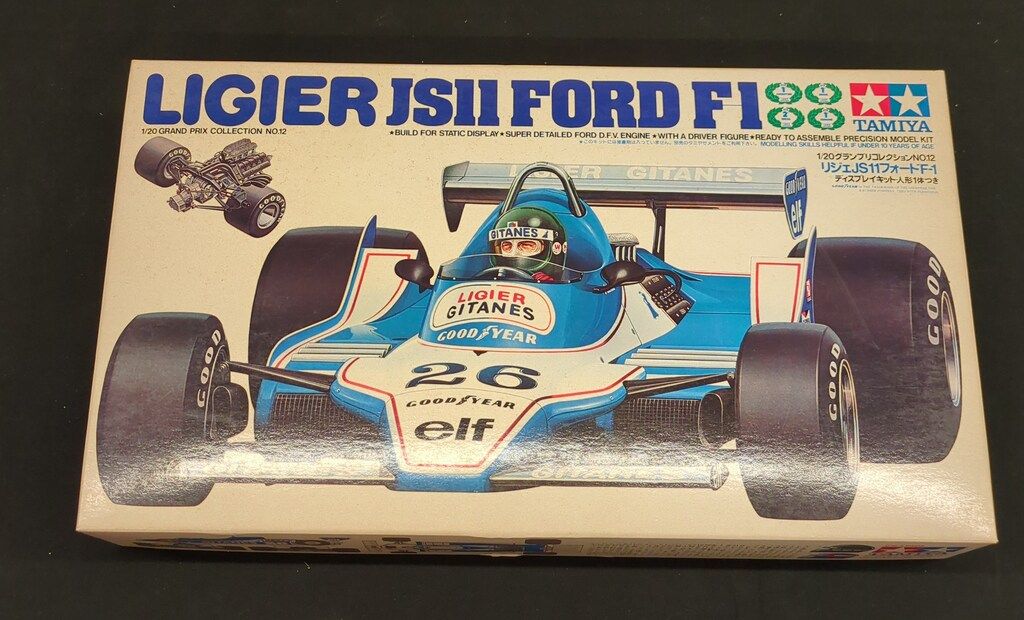 LIGIER JS11 FORD F1
TAMIYA
1/20 GRAND PRIX COLLECTION NO.12
★BUILD FOR STATIC DISPLAY★SUPER DETAILED FORD D.F.V. ENGINE ★WITH A DRIVER FIGURE★READY TO ASSEMBLE PRECISION MODEL KIT
MODELLING SKILLS HELPFUL IF UNDER 10 YEARS OF AGE
1/20グランプリコレクションNO.12
リジェJS11フォードF-1
ディスプレイキット・人形1体つき
LIGIER GITANES
GOODYEAR
elf
GITANES
LIGIER
GITANES
GOODYEAR
26
GOODYEAR
elf
GOOD
GOOD
GOOD